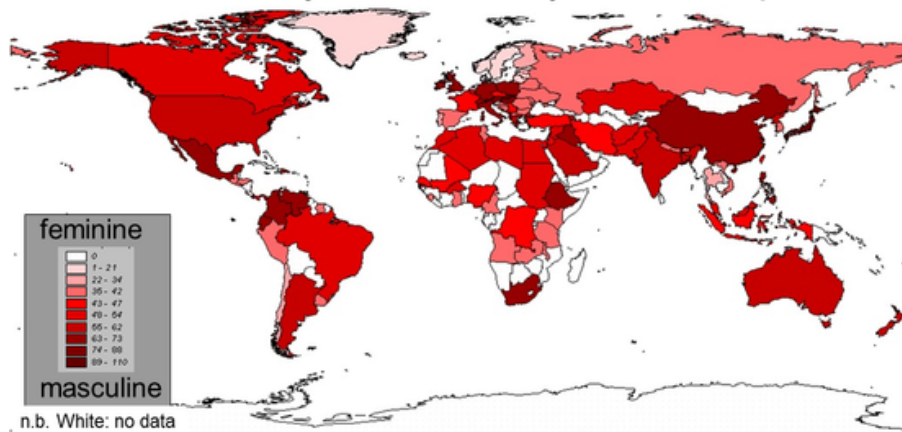 feminine
0
1 - 21
22 - 34
35 - 42
43 - 47
48 - 54
55 - 62
63 - 73
74 - 88
89 - 110
masculine
n.b. White: no data